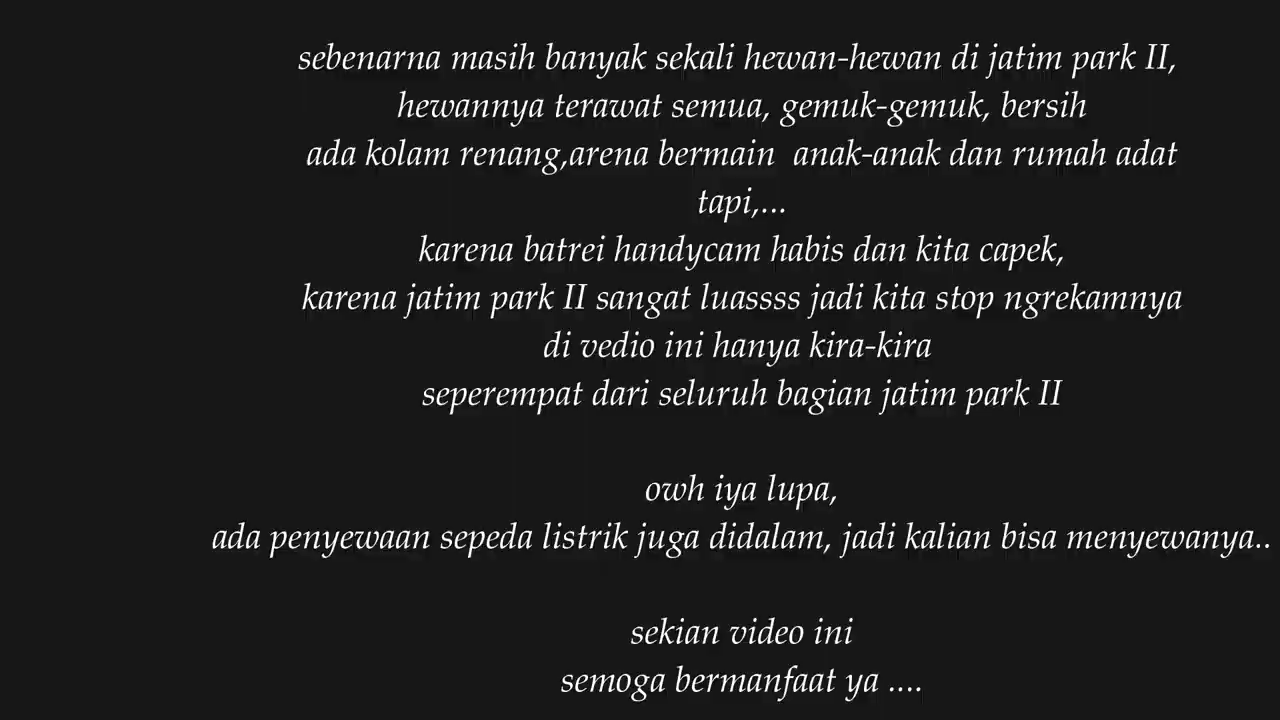 sebenarna masih banyak sekali hewan-hewan di jatim park II,
hewannya terawat semua, gemuk-gemuk, bersih
ada kolam renang,arena bermain  anak-anak dan rumah adat
tapi,...
karena batrei handycam habis dan kita capek,
karena jatim park II sangat luassss jadi kita stop ngrekamnya
di vedio ini hanya kira-kira
seperempat dari seluruh bagian jatim park II
owh iya lupa,
ada penyewaan sepeda listrik juga didalam, jadi kalian bisa menyewanya..
sekian video ini
semoga bermanfaat ya ....